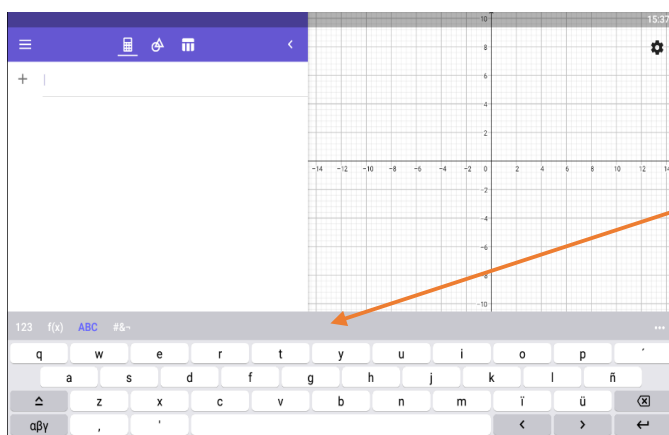 15:37
+
10
8
6
4
2
-14 -12 -10 -8 -6 -4 -2 0 2 4 6 8 10 12 14
-2
-4
-6
-8
-10
123 f(x) ABC #&¬
q w e r t y u i o p ´
a s d f g h j k l ñ
z x c v b n m ï ü
αβγ , '